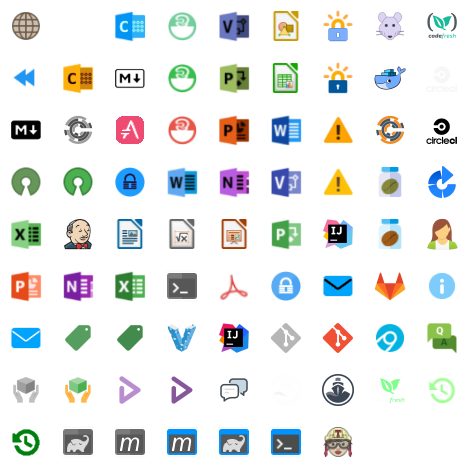 C
V
codefresh
C
M
P
circleci
M
P
W
circleci
W
N
V
X
√x
P
IJ
P
N
X
>_
i
V
IJ
Q A
fresh
m
m
>_
T